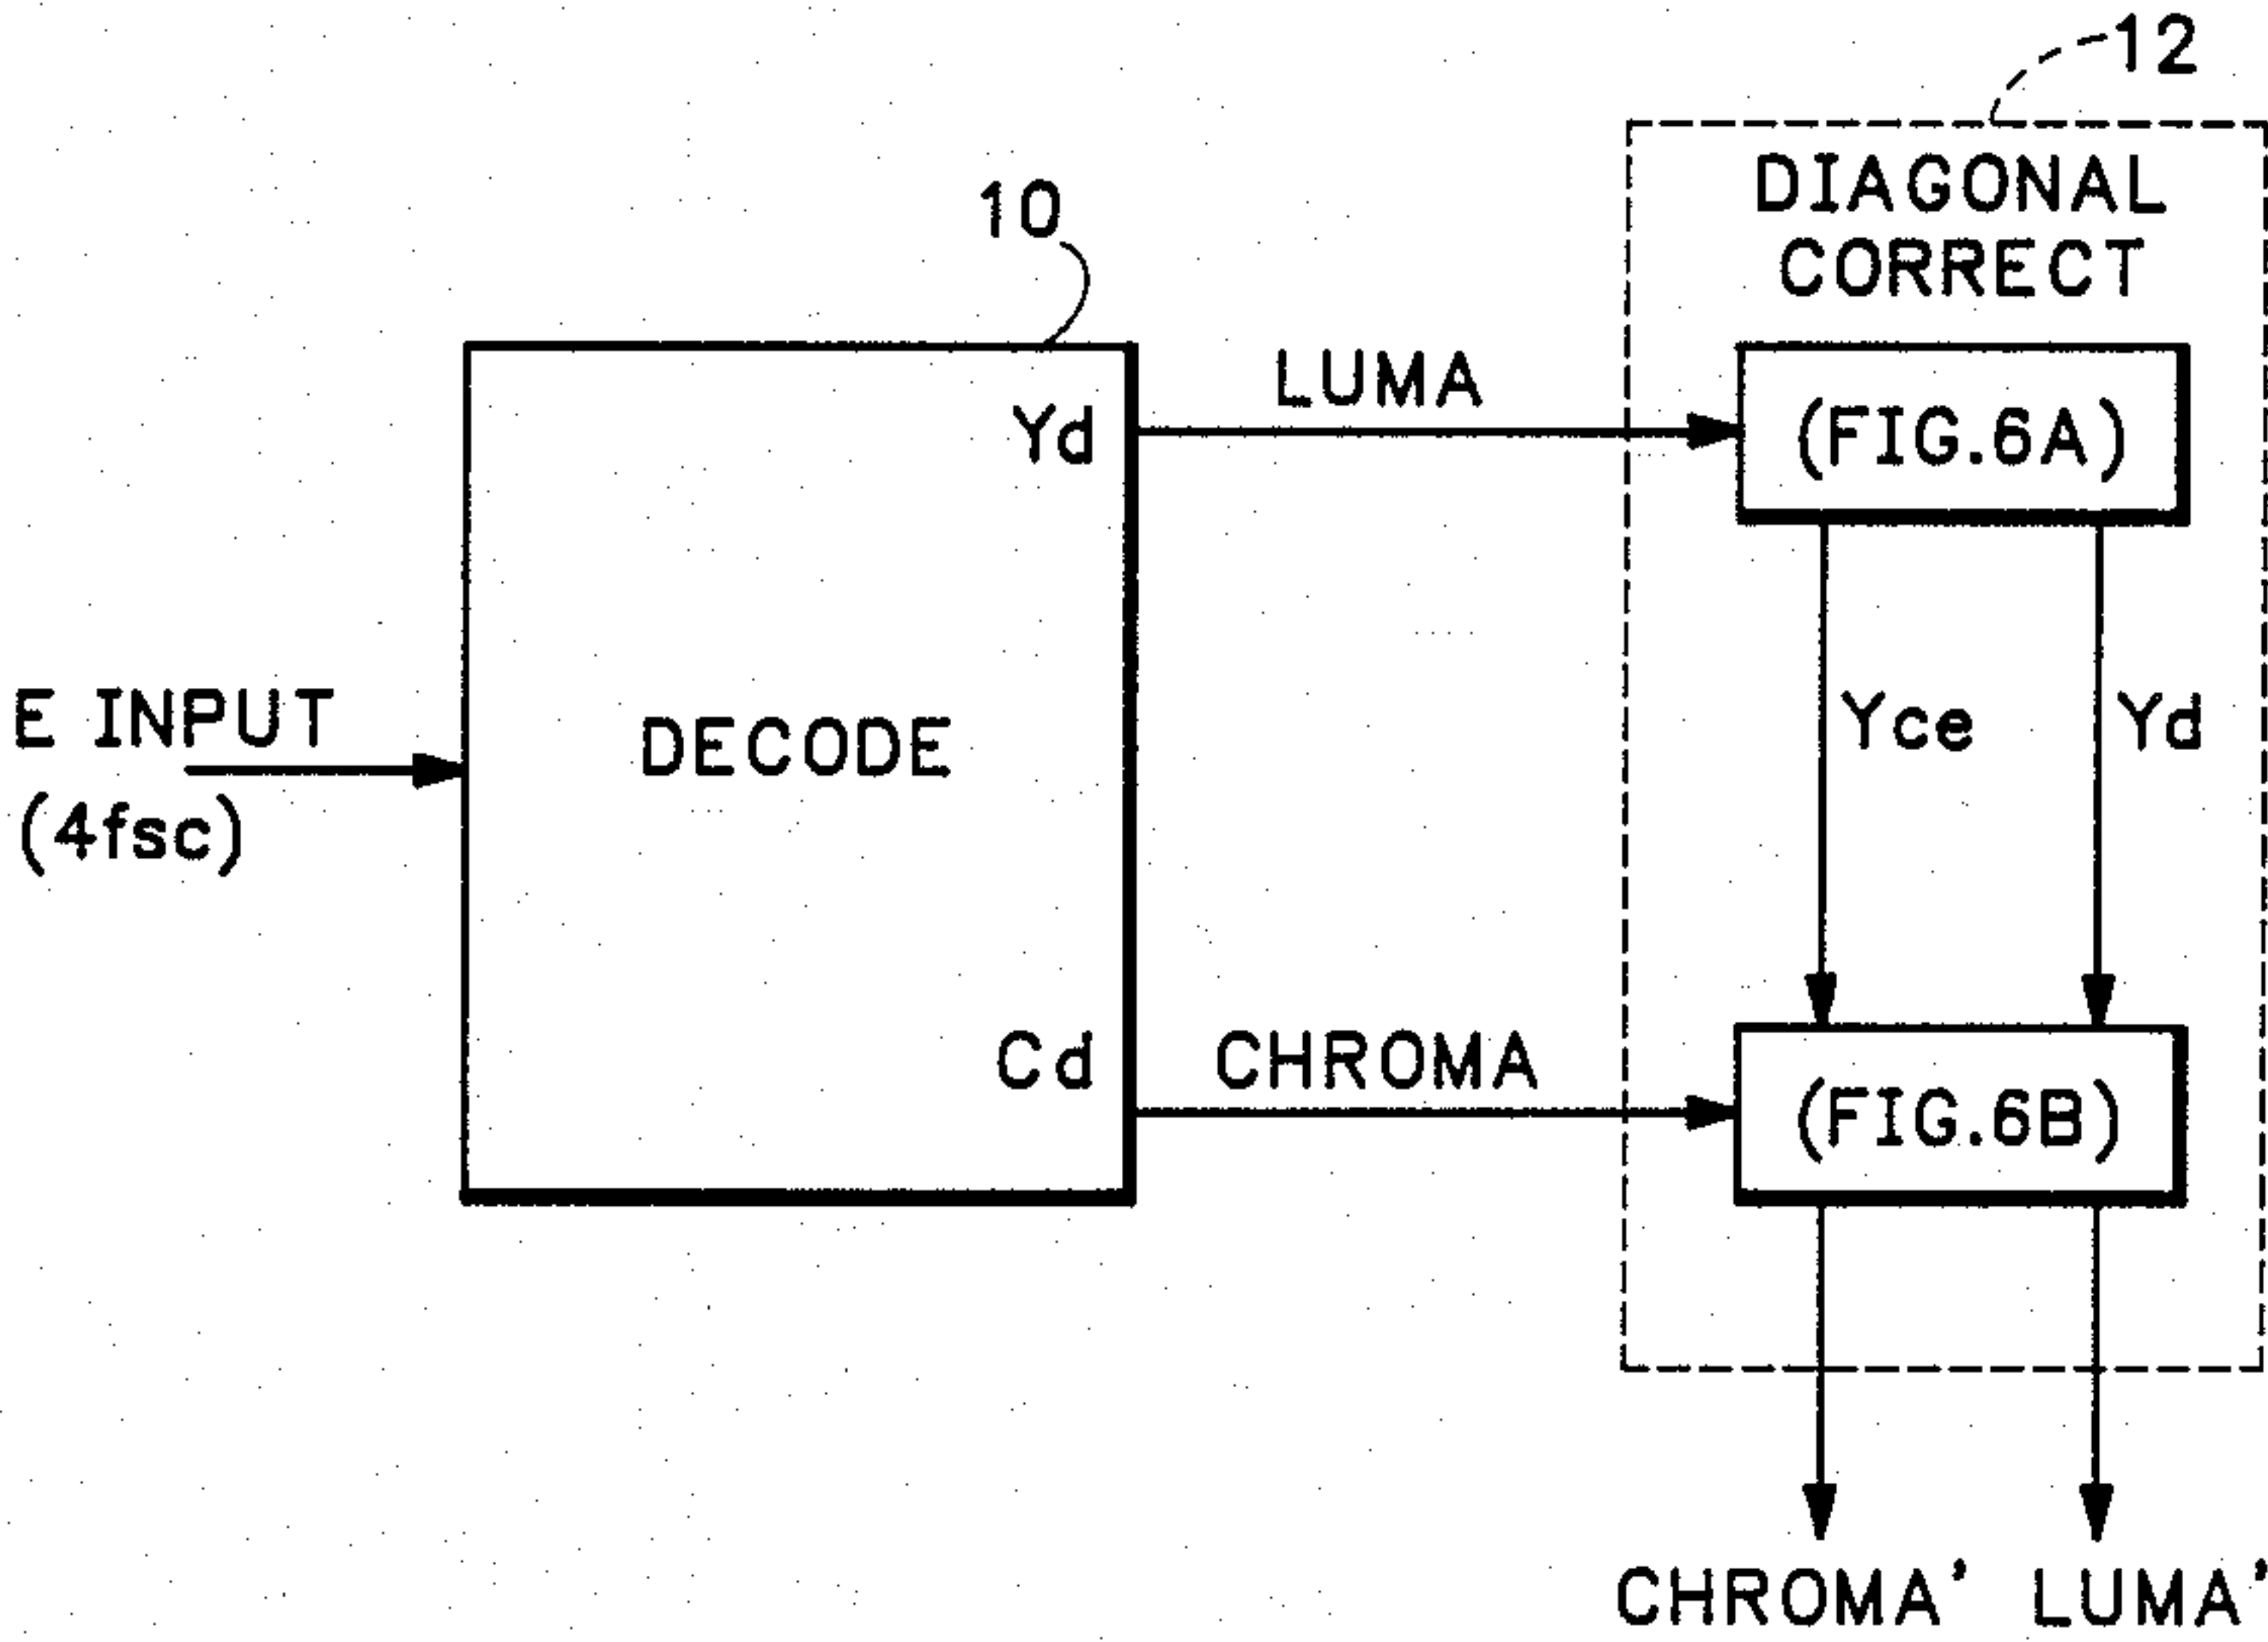 12
DIAGONAL
CORRECT
10
LUMA
Yd
(FIG.6A)
E INPUT
(4fsc)
DECODE
Yce
Yd
Cd
CHROMA
(FIG.6B)
CHROMA' LUMA'